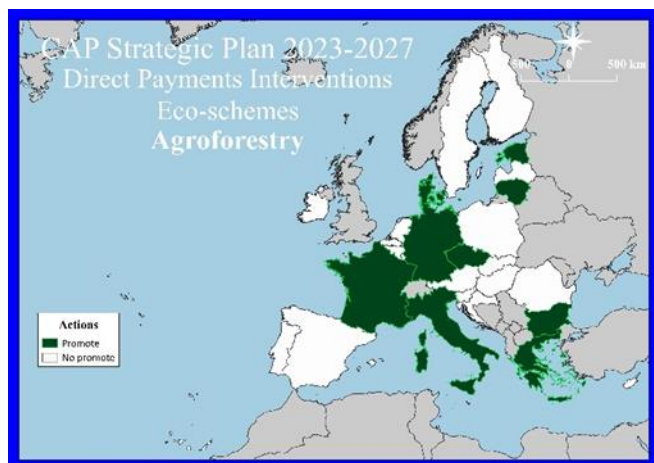 CAP Strategic Plan 2023-2027
Direct Payments Interventions
Eco-schemes
Agroforestry
500 0 500 km
Actions
Promote
No promote